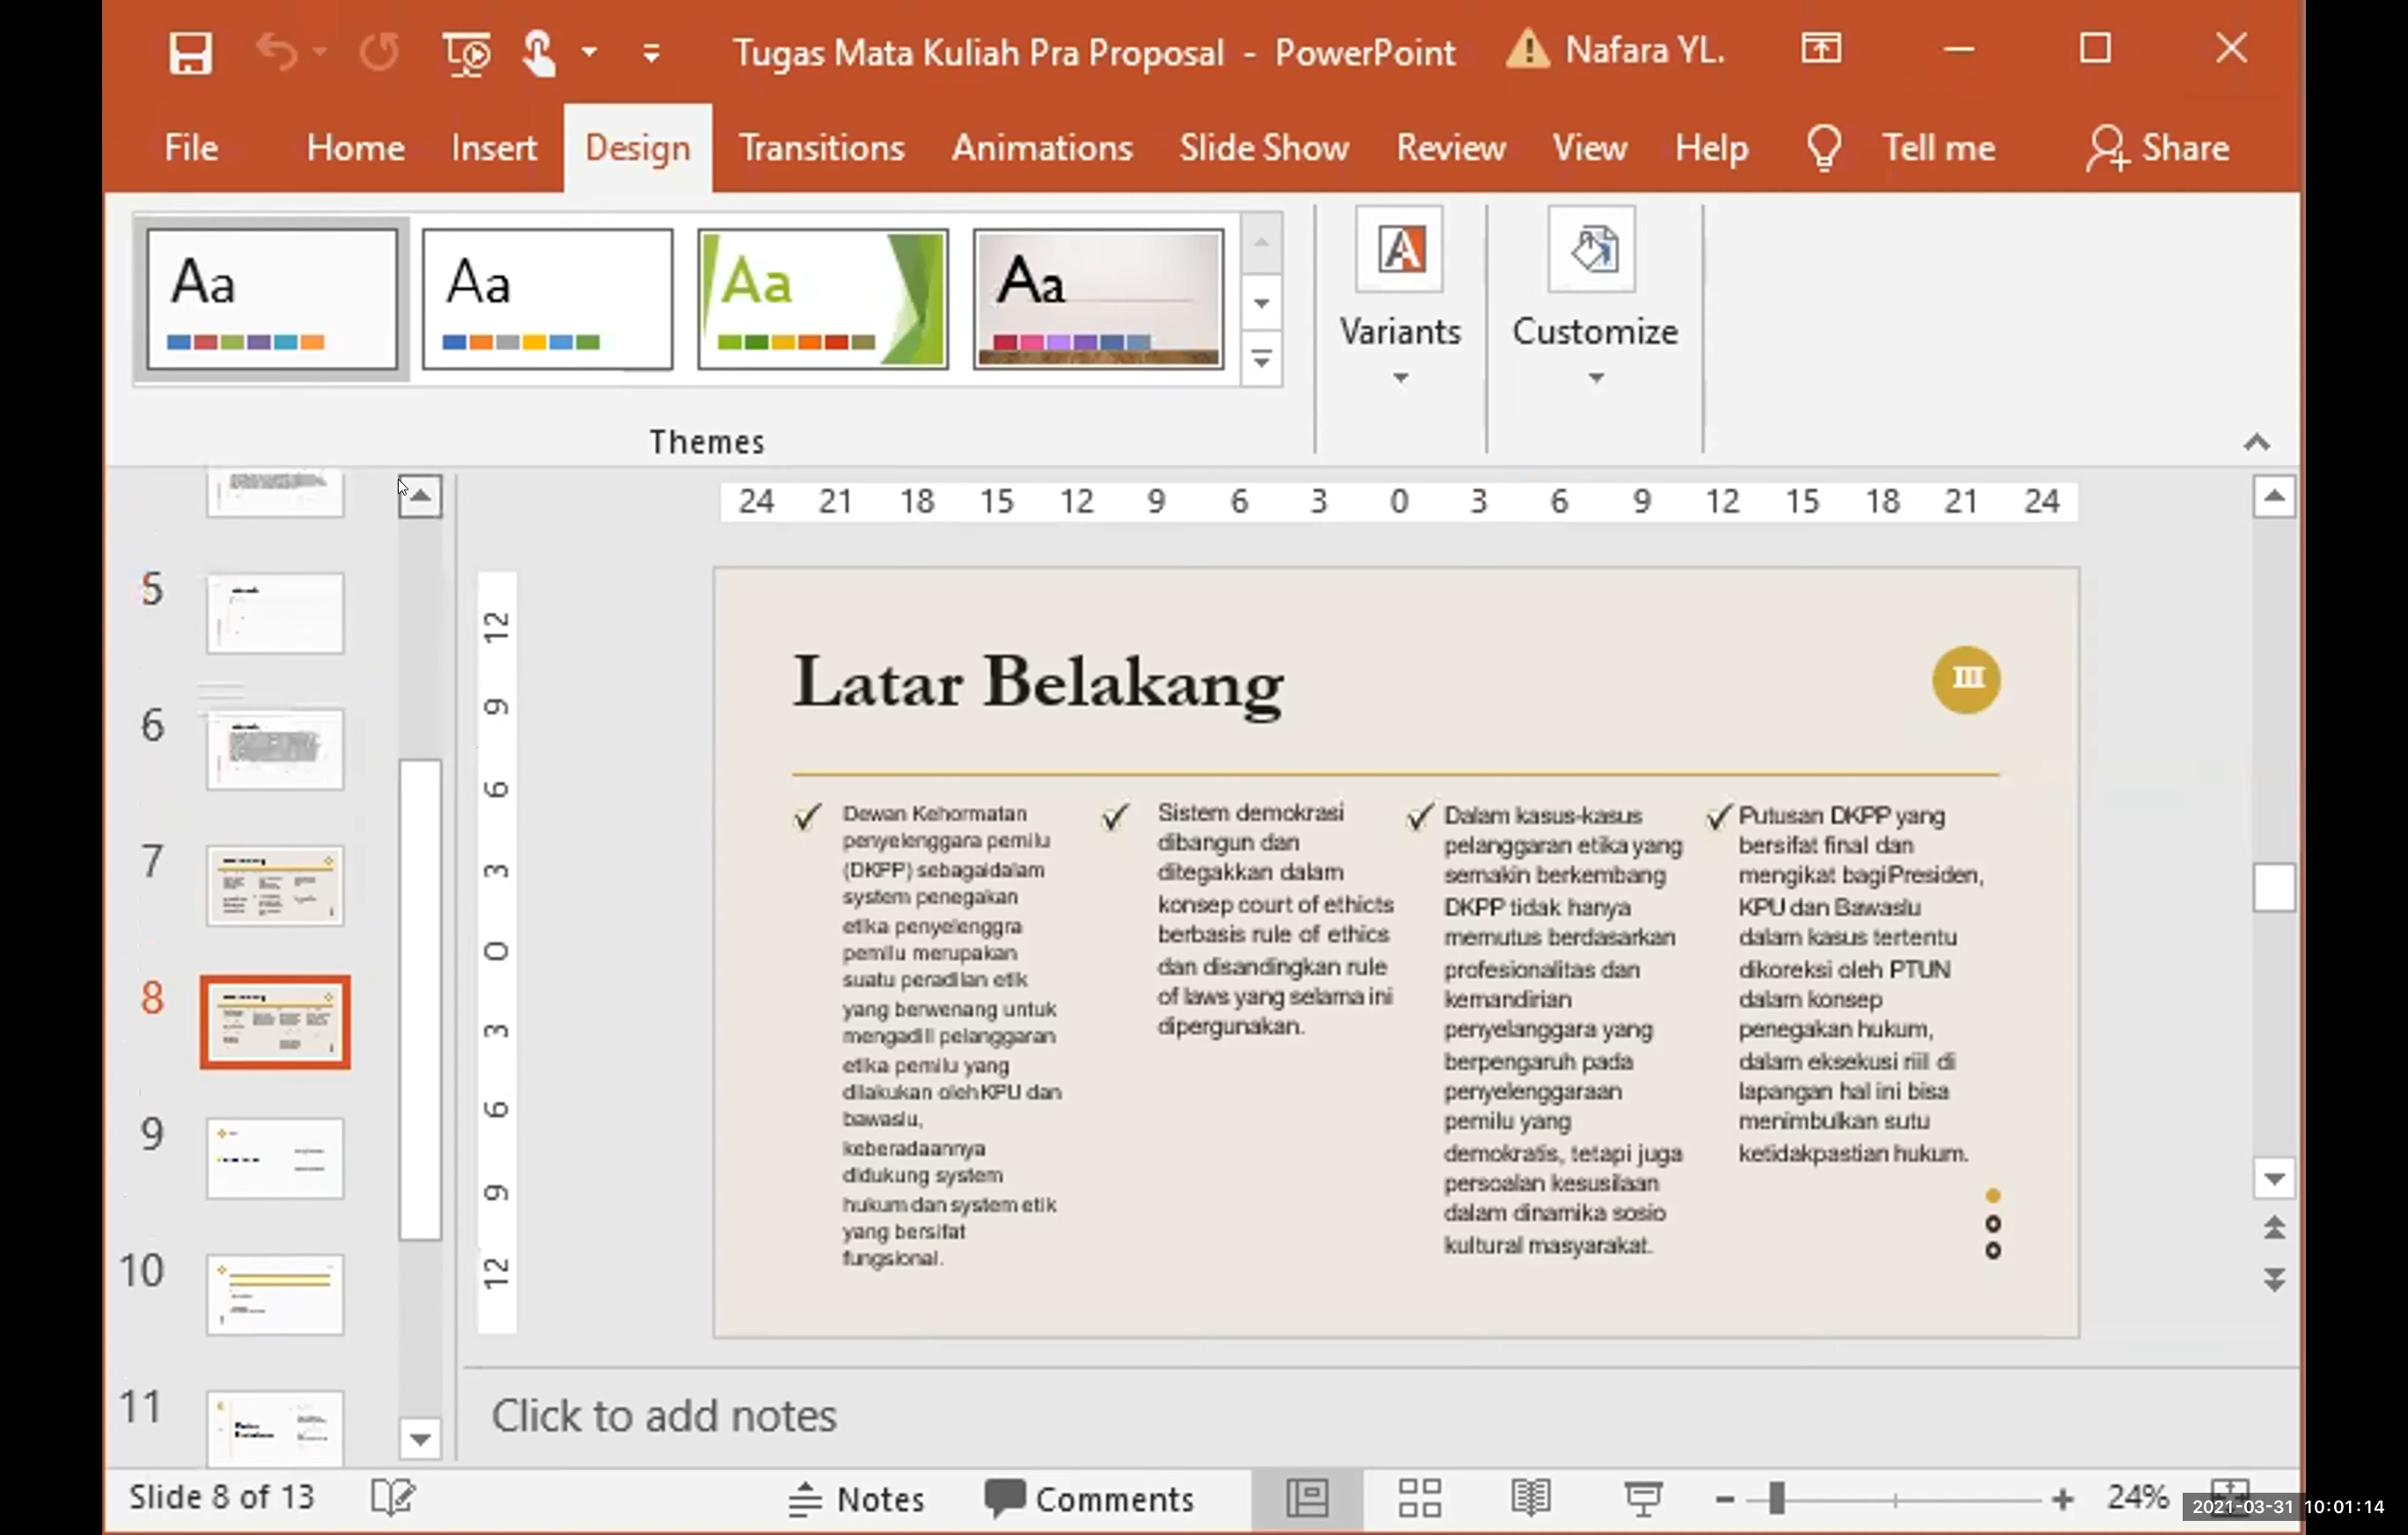 Tugas Mata Kuliah Pra Proposal - PowerPoint
Nafara YL.
File Home Insert Design Transitions Animations Slide Show Review View Help Tell me Share
Aa Aa Aa Aa
Variants
Customize
Themes
24 21 18 15 12 9 6 3 0 3 6 9 12 15 18 21 24
12
9
6
3
0
3
6
9
12
5
6
7
8
9
10
11
Latar Belakang
III
Dewan Kehormatan
penyelenggara pemilu
(DKPP) sebagaidalam
system penegakan
etika penyelenggra
pemilu merupakan
suatu peradilan etik
yang berwenang untuk
mengadili pelanggaran
etika pemilu yang
dilakukan oleh KPU dan
bawaslu,
keberadaannya
didukung system
hukum dan system etik
yang bersifat
fungsional.
Sistem demokrasi
dibangun dan
ditegakkan dalam
konsep court of ethicts
berbasis rule of ethics
dan disandingkan rule
of laws yang selama ini
dipergunakan.
Dalam kasus-kasus
pelanggaran etika yang
semakin berkembang
DKPP tidak hanya
memutus berdasarkan
profesionalitas dan
kemandirian
penyelanggara yang
berpengaruh pada
penyelenggaraan
pemilu yang
demokratis, tetapi juga
persoalan kesusilaan
dalam dinamika sosio
kultural masyarakat.
Putusan DKPP yang
bersifat final dan
mengikat bagi Presiden,
KPU dan Bawaslu
dalam kasus tertentu
dikoreksi oleh PTUN
dalam konsep
penegakan hukum,
dalam eksekusi riil di
lapangan hal ini bisa
menimbulkan sutu
ketidakpastian hukum.
Click to add notes
Slide 8 of 13
Notes
Comments
24%
2021-03-31 10:01:14